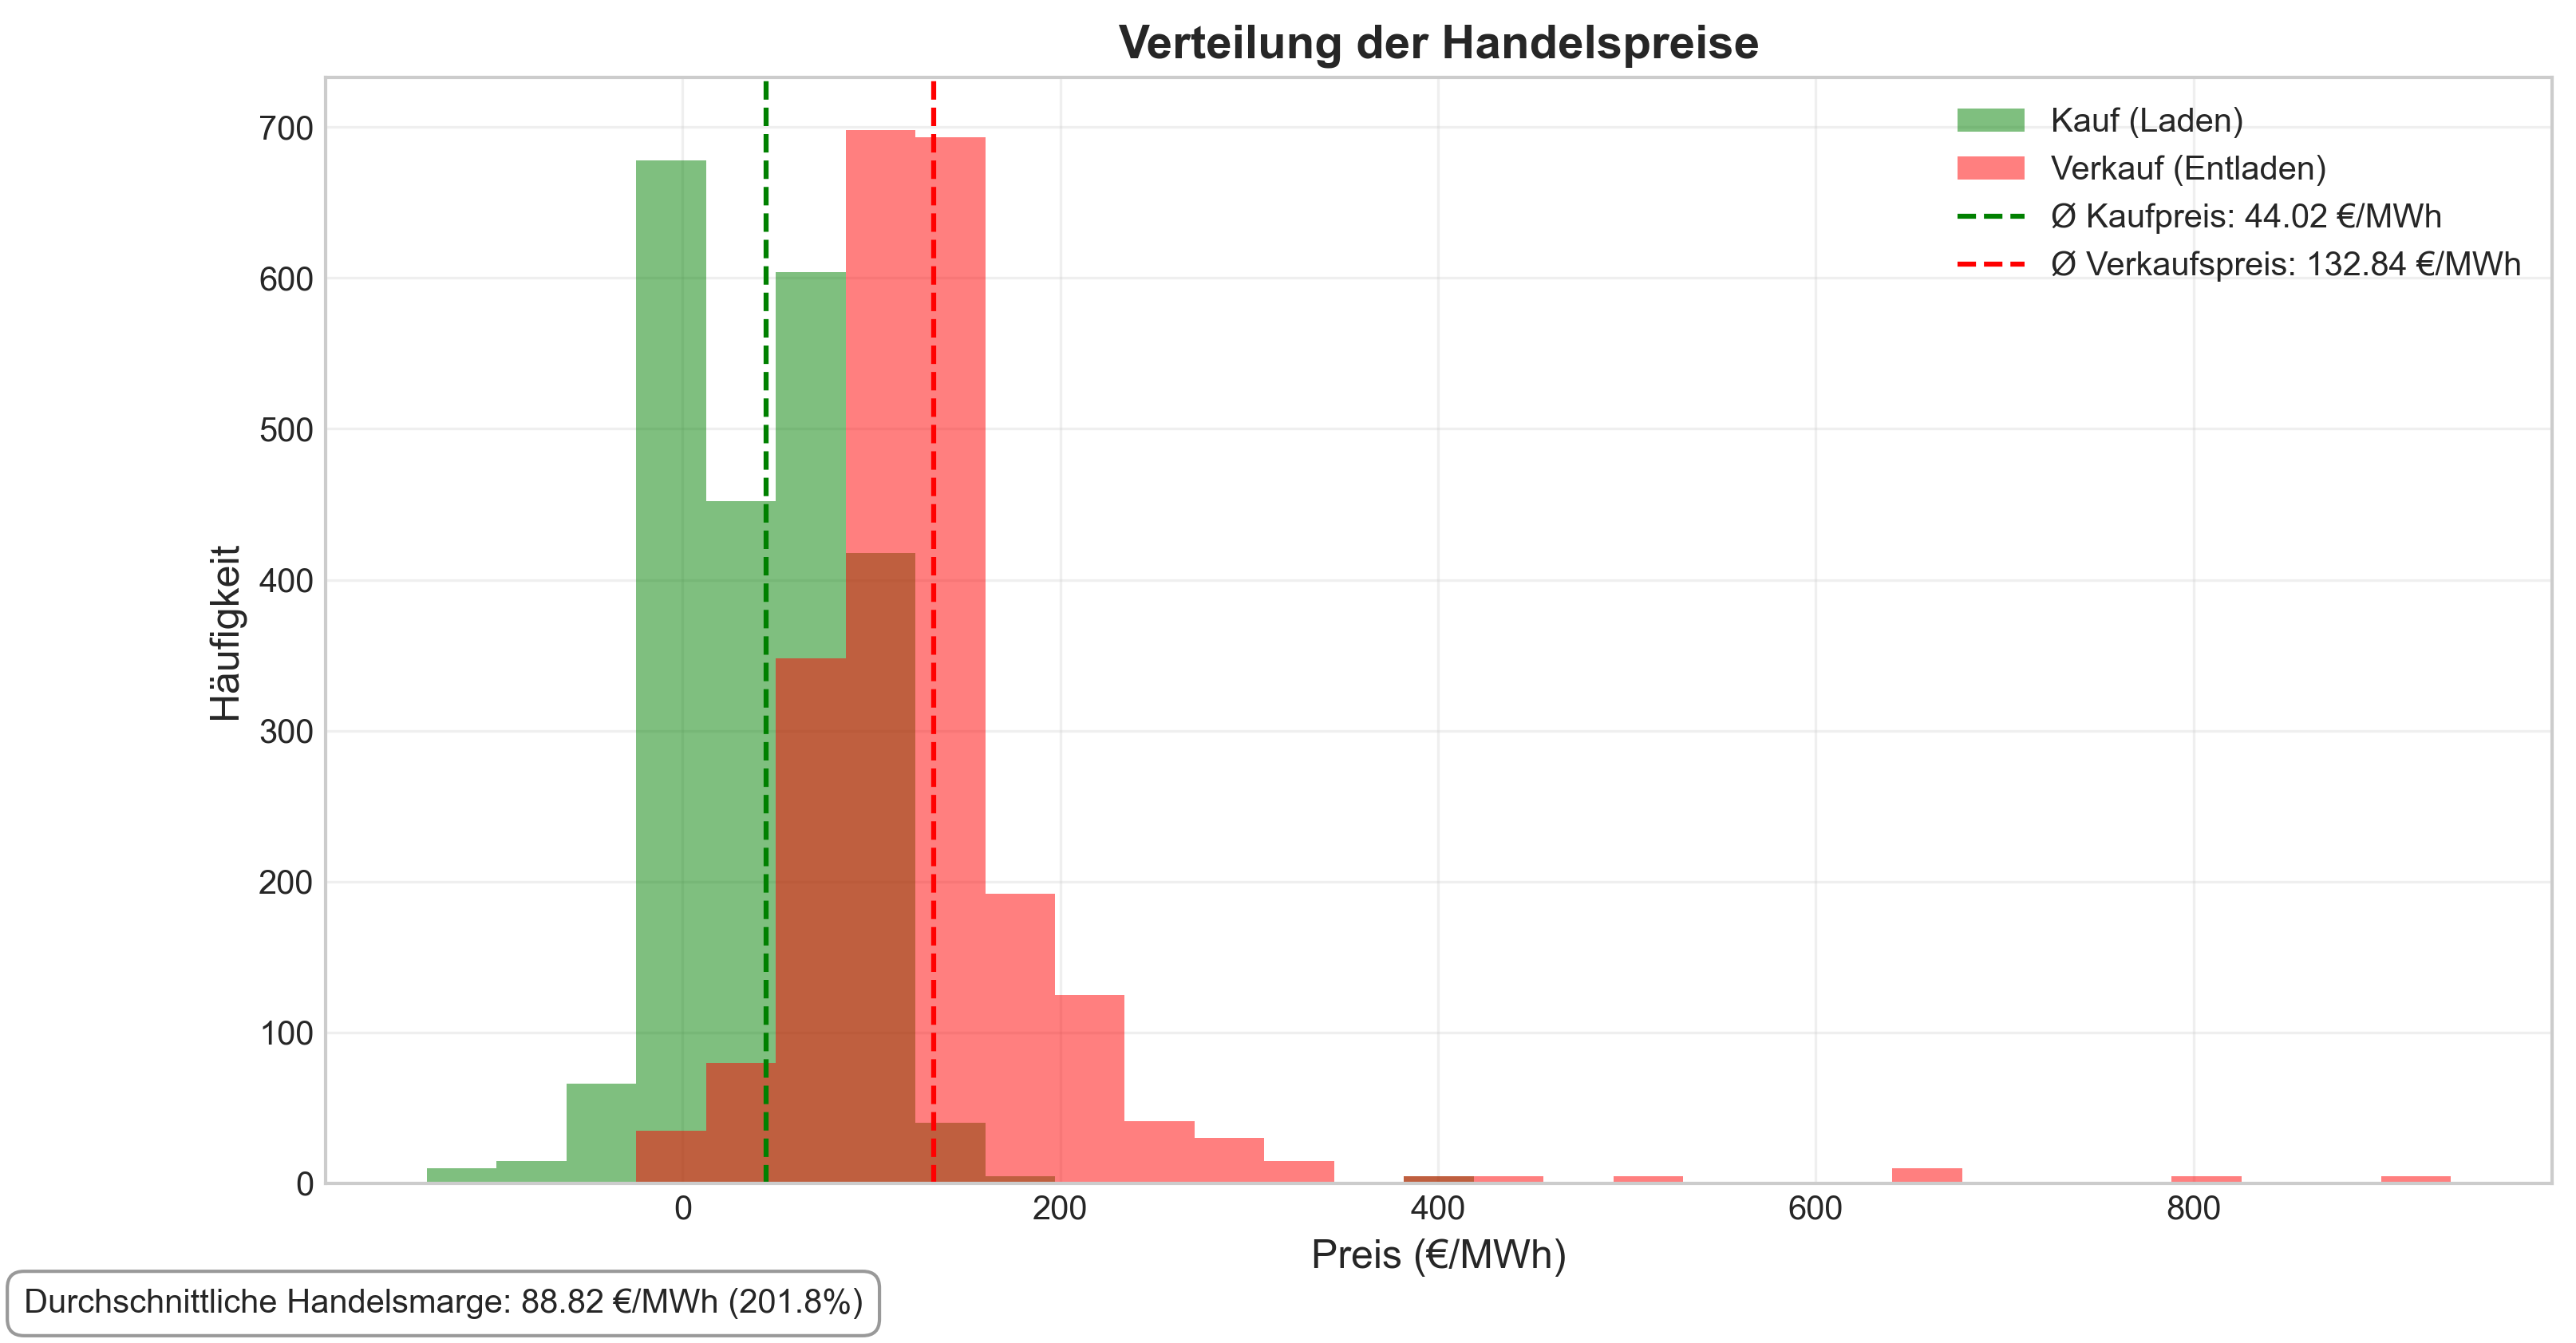 Verteilung der Handelspreise
Kauf (Laden)
Verkauf (Entladen)
Ø Kaufpreis: 44.02 €/MWh
Ø Verkaufspreis: 132.84 €/MWh
Häufigkeit
700
600
500
400
300
200
100
0
0 200 400 600 800
Preis (€/MWh)
Durchschnittliche Handelsmarge: 88.82 €/MWh (201.8%)